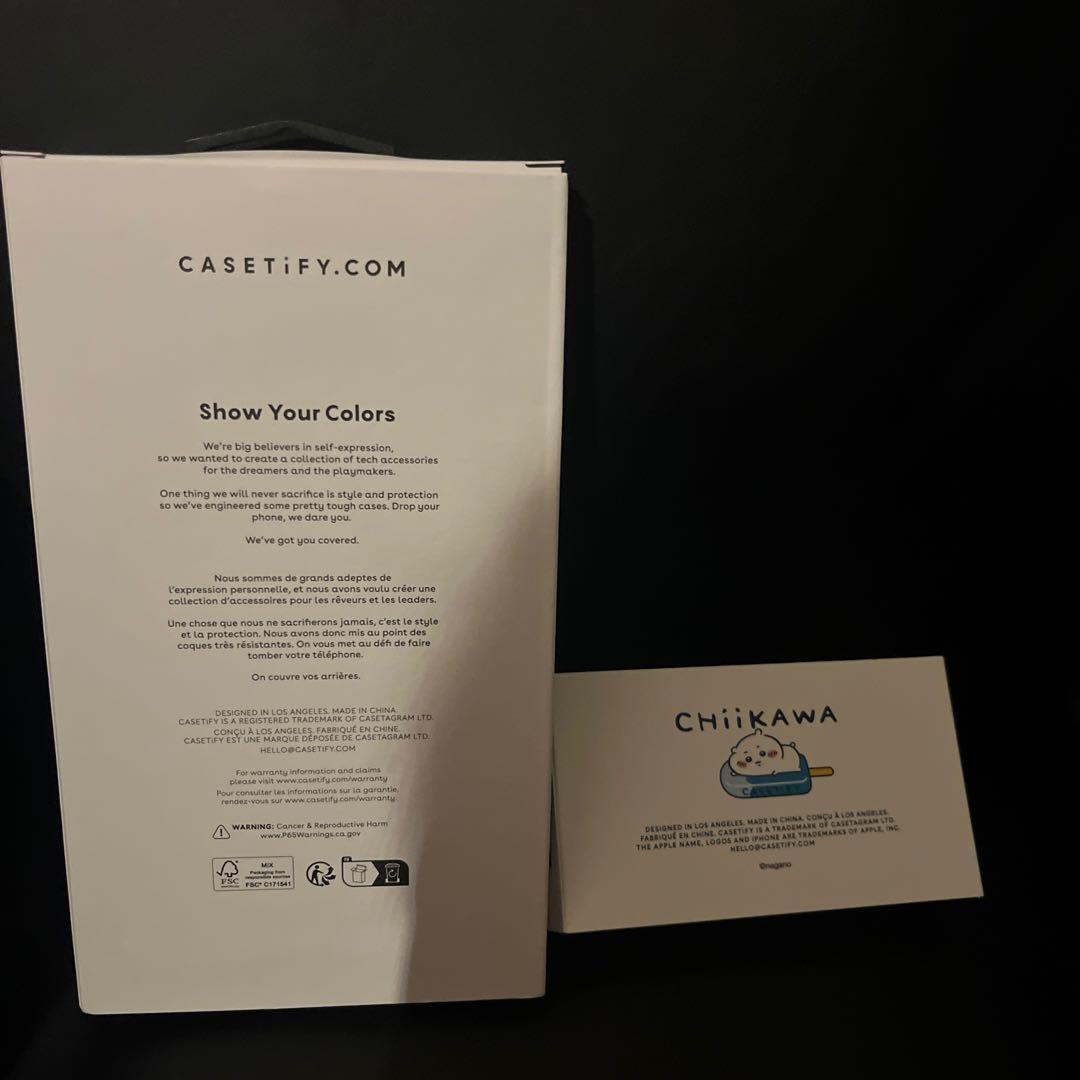 CASETiFY.COM
Show Your Colors
We're big believers in self-expression,
so we wanted to create a collection of tech accessories
for the dreamers and the playmakers.
One thing we will never sacrifice is style and protection
so we've engineered some pretty tough cases. Drop your
phone, we dare you.
We've got you covered.
Nous sommes de grands adeptes de
l'expression personnelle, et nous avons voulu créer une
collection d'accessoires pour les rêveurs et les leaders.
Une chose que nous ne sacrifierons jamais, c'est le style
et la protection. Nous avons donc mis au point des
coques très résistantes. On vous met au défi de faire
tomber votre téléphone.
On couvre vos arrières.
DESIGNED IN LOS ANGELES. MADE IN CHINA.
CASETiFY IS A REGISTERED TRADEMARK OF CASETAGRAM LTD.
CONÇU À LOS ANGELES. FABRIQUÉ EN CHINE.
CASETiFY EST UNE MARQUE DÉPOSÉE DE CASETAGRAM LTD.
HELLO@CASETIFY.COM
For warranty information and claims
please visit www.casetify.com/warranty
Pour consulter les informations sur la garantie,
rendez-vous sur www.casetify.com/warranty.
WARNING: Cancer & Reproductive Harm
www.P65Warnings.ca.gov
FSC
MIX
Packaging from
responsible sources
FSC® C171541
FR
CHiiKAWA
CASETiFY
DESIGNED IN LOS ANGELES. MADE IN CHINA. CONÇU À LOS ANGELES.
FABRIQUÉ EN CHINE. CASETIFY IS A TRADEMARK OF CASETAGRAM LTD.
THE APPLE NAME, LOGOS AND IPHONE ARE TRADEMARKS OF APPLE, INC.
HELLO@CASETIFY.COM
©nagano